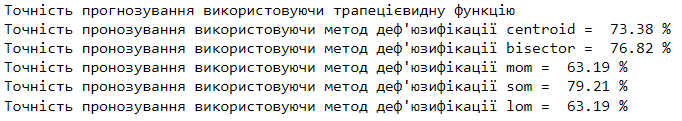 Точність прогнозування використовуючи трапецієвидну функцію
Точність пронозування використовуючи метод деф'юзифікації centroid =  73.38 %
Точність пронозування використовуючи метод деф'юзифікації bisector =  76.82 %
Точність пронозування використовуючи метод деф'юзифікації mom =  63.19 %
Точність пронозування використовуючи метод деф'юзифікації som =  79.21 %
Точність пронозування використовуючи метод деф'юзифікації lom =  63.19 %